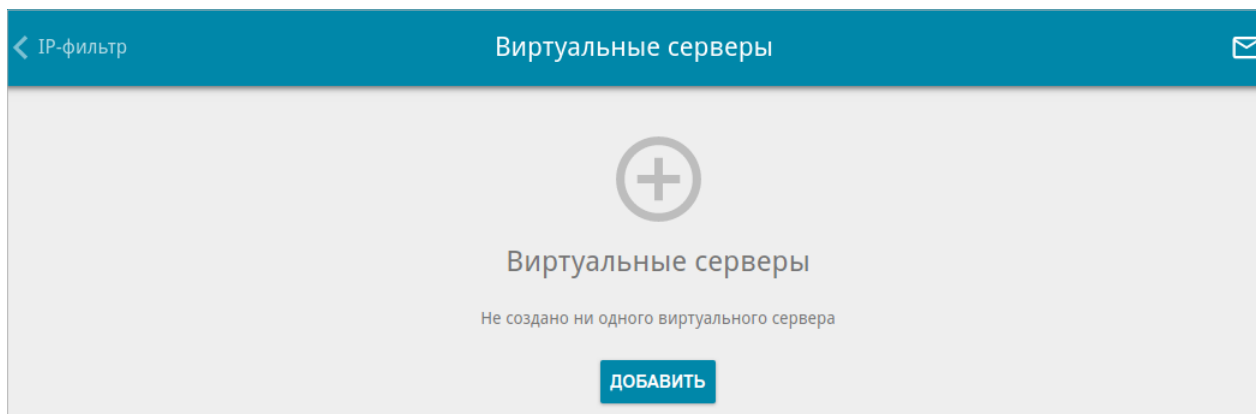 IP-фильтр
Виртуальные серверы
Виртуальные серверы
Не создано ни одного виртуального сервера
ДОБАВИТЬ